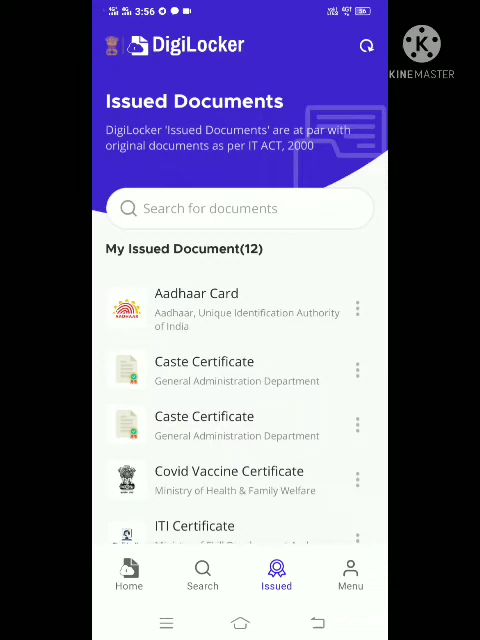 3:56
56
DigiLocker
KINEMASTER
Issued Documents
DigiLocker 'Issued Documents' are at par with
original documents as per IT ACT, 2000
Search for documents
My Issued Document(12)
Aadhaar Card
Aadhaar, Unique Identification Authority
of India
AADHAAR
Caste Certificate
General Administration Department
Caste Certificate
General Administration Department
Covid Vaccine Certificate
Ministry of Health & Family Welfare
ITI Certificate
Home
Search
Issued
Menu